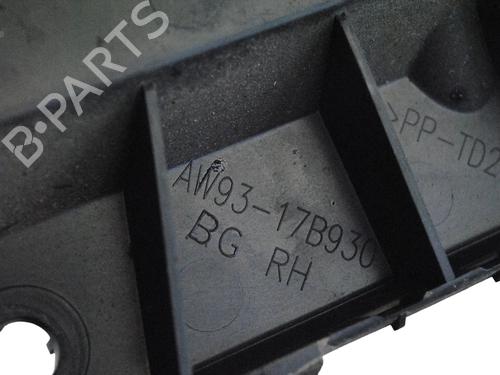 B-PARTS
AW93-17B930
BG RH
>PP-TD2